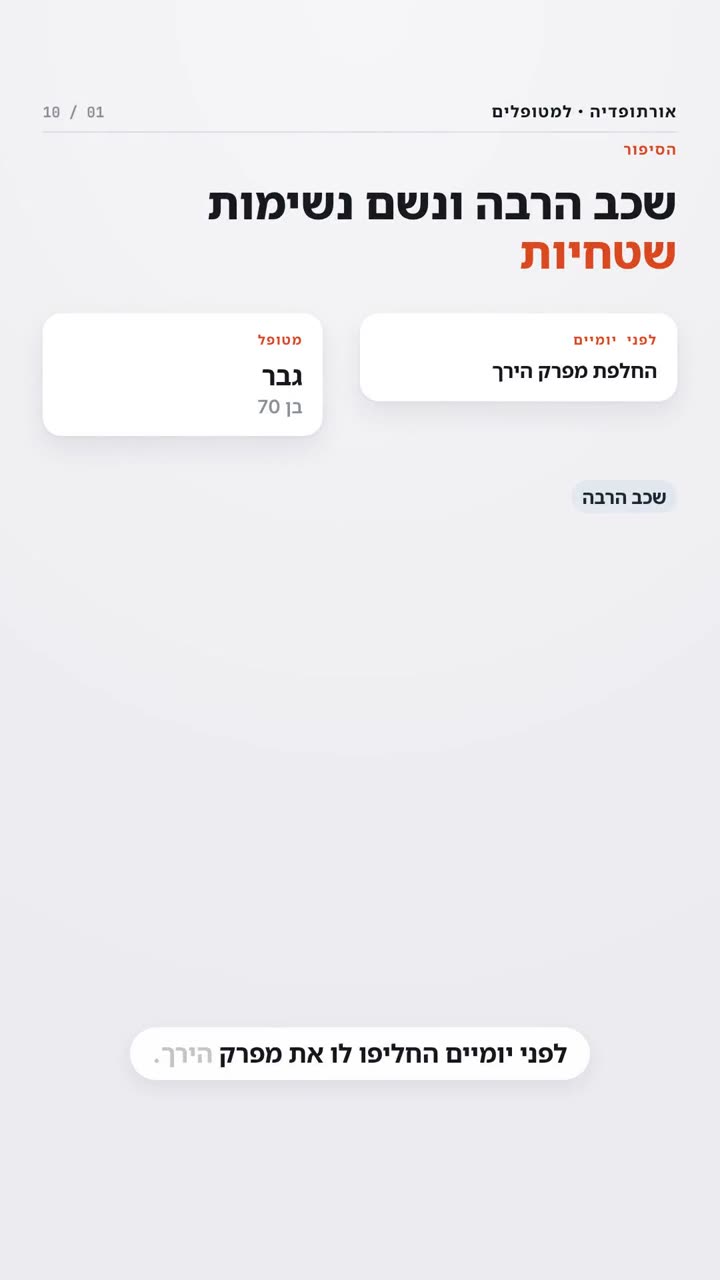 אורתופדיה • למטופלים
01 / 10
הסיפור
שכב הרבה ונשם נשימות
שטחיות
לפני יומיים
החלפת מפרק הירך
מטופל
גבר
בן 70
שכב הרבה
לפני יומיים החליפו לו את מפרק הירך.